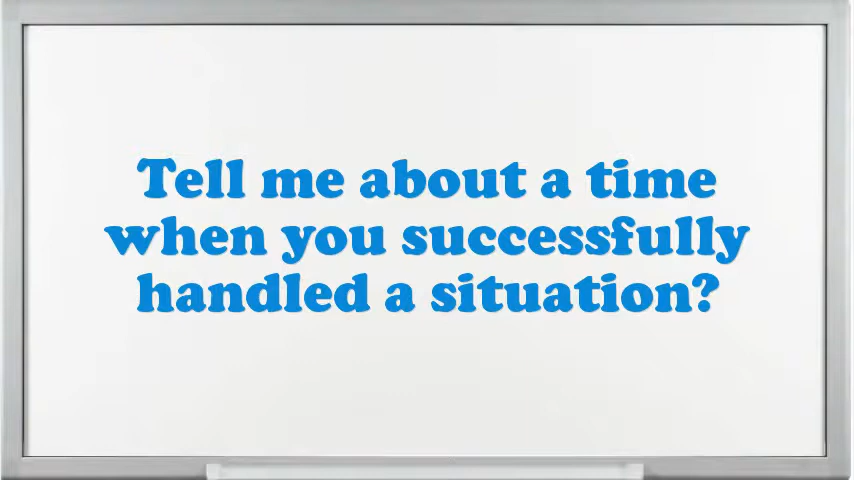 Tell me about a time
when you successfully
handled a situation?